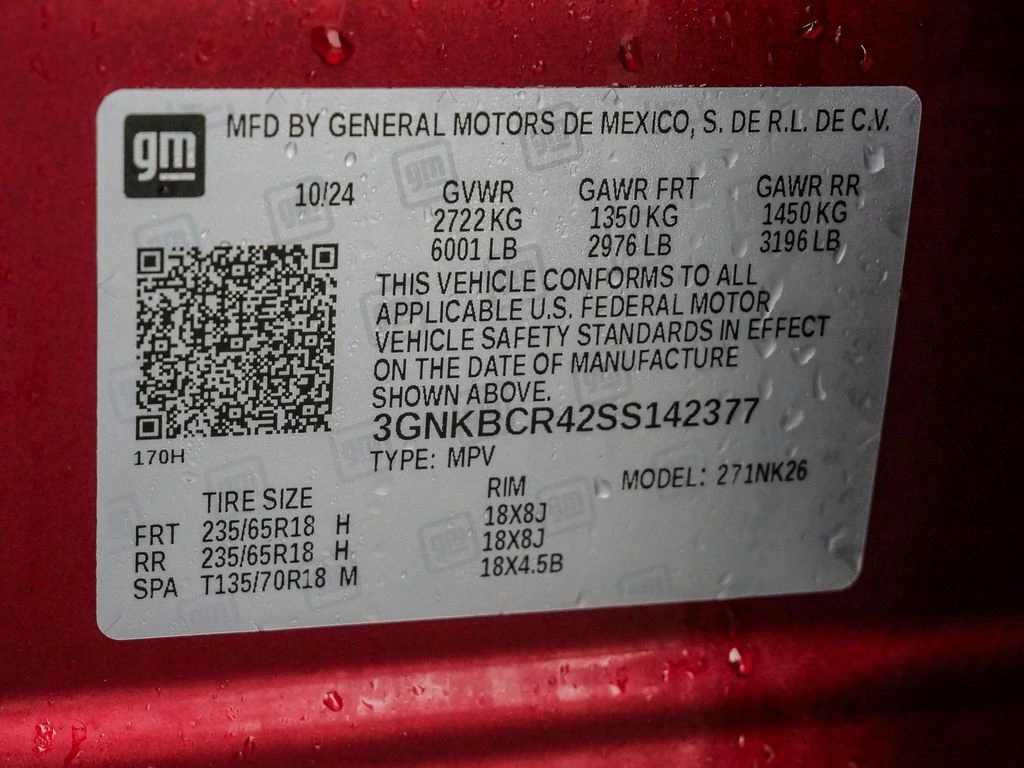 gm MFD BY GENERAL MOTORS DE MEXICO, S. DE R.L. DE C.V.
10/24 GVWR GAWR FRT GAWR RR
2722 KG 1350 KG 1450 KG
6001 LB 2976 LB 3196 LB
THIS VEHICLE CONFORMS TO ALL
APPLICABLE U.S. FEDERAL MOTOR
VEHICLE SAFETY STANDARDS IN EFFECT
ON THE DATE OF MANUFACTURE
SHOWN ABOVE.
3GNKBCR42SS142377
170H
TYPE: MPV MODEL: 271NK26
TIRE SIZE RIM
FRT 235/65R18 H 18X8J
RR 235/65R18 H 18X8J
SPA T135/70R18 M 18X4.5B